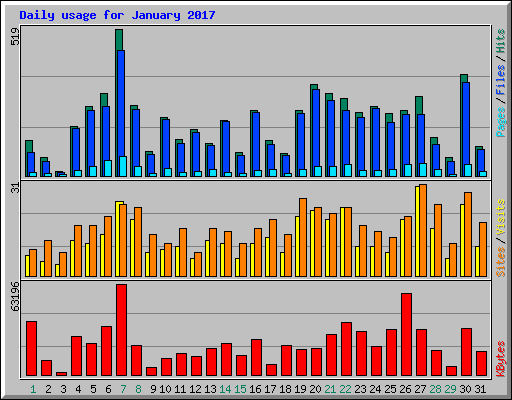 Daily usage for January 2017
519
Pages / Files / Hits
31
Sites / Visits
63196
KBytes
1 2 3 4 5 6 7 8 9 10 11 12 13 14 15 16 17 18 19 20 21 22 23 24 25 26 27 28 29 30 31